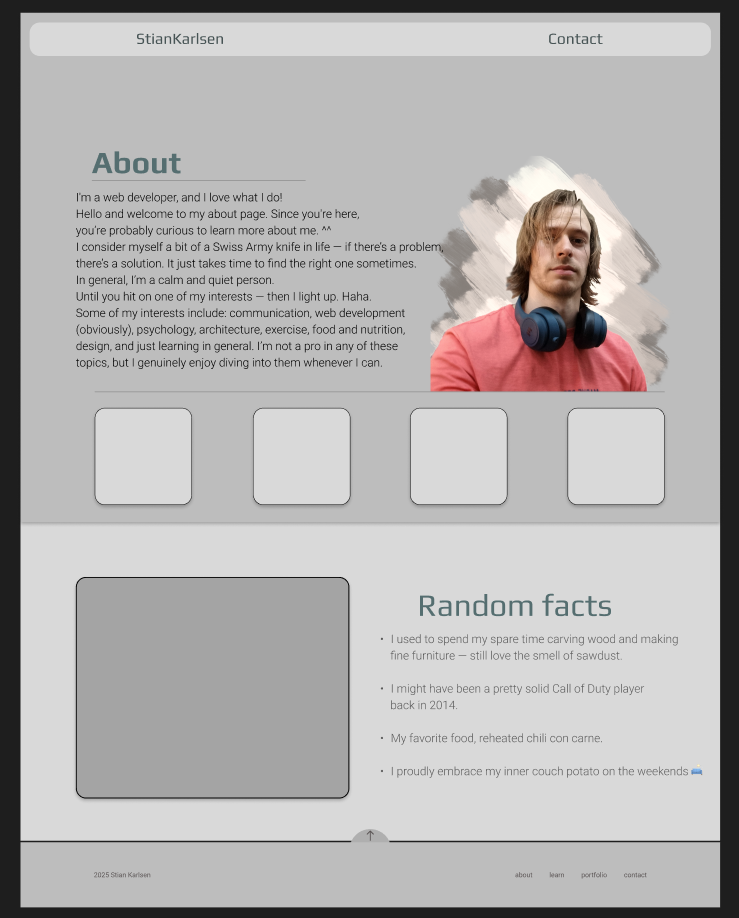 StianKarlsen
Contact
About
I'm a web developer, and I love what I do!
Hello and welcome to my about page. Since you're here,
you're probably curious to learn more about me. ^^
I consider myself a bit of a Swiss Army knife in life — if there's a problem,
there's a solution. It just takes time to find the right one sometimes.
In general, I'm a calm and quiet person.
Until you hit on one of my interests — then I light up. Haha.
Some of my interests include: communication, web development
(obviously), psychology, architecture, exercise, food and nutrition,
design, and just learning in general. I'm not a pro in any of these
topics, but I genuinely enjoy diving into them whenever I can.
Random facts
• I used to spend my spare time carving wood and making
fine furniture — still love the smell of sawdust.
• I might have been a pretty solid Call of Duty player
back in 2014.
• My favorite food, reheated chili con carne.
• I proudly embrace my inner couch potato on the weekends 🛋️
2025 Stian Karlsen
about learn portfolio contact